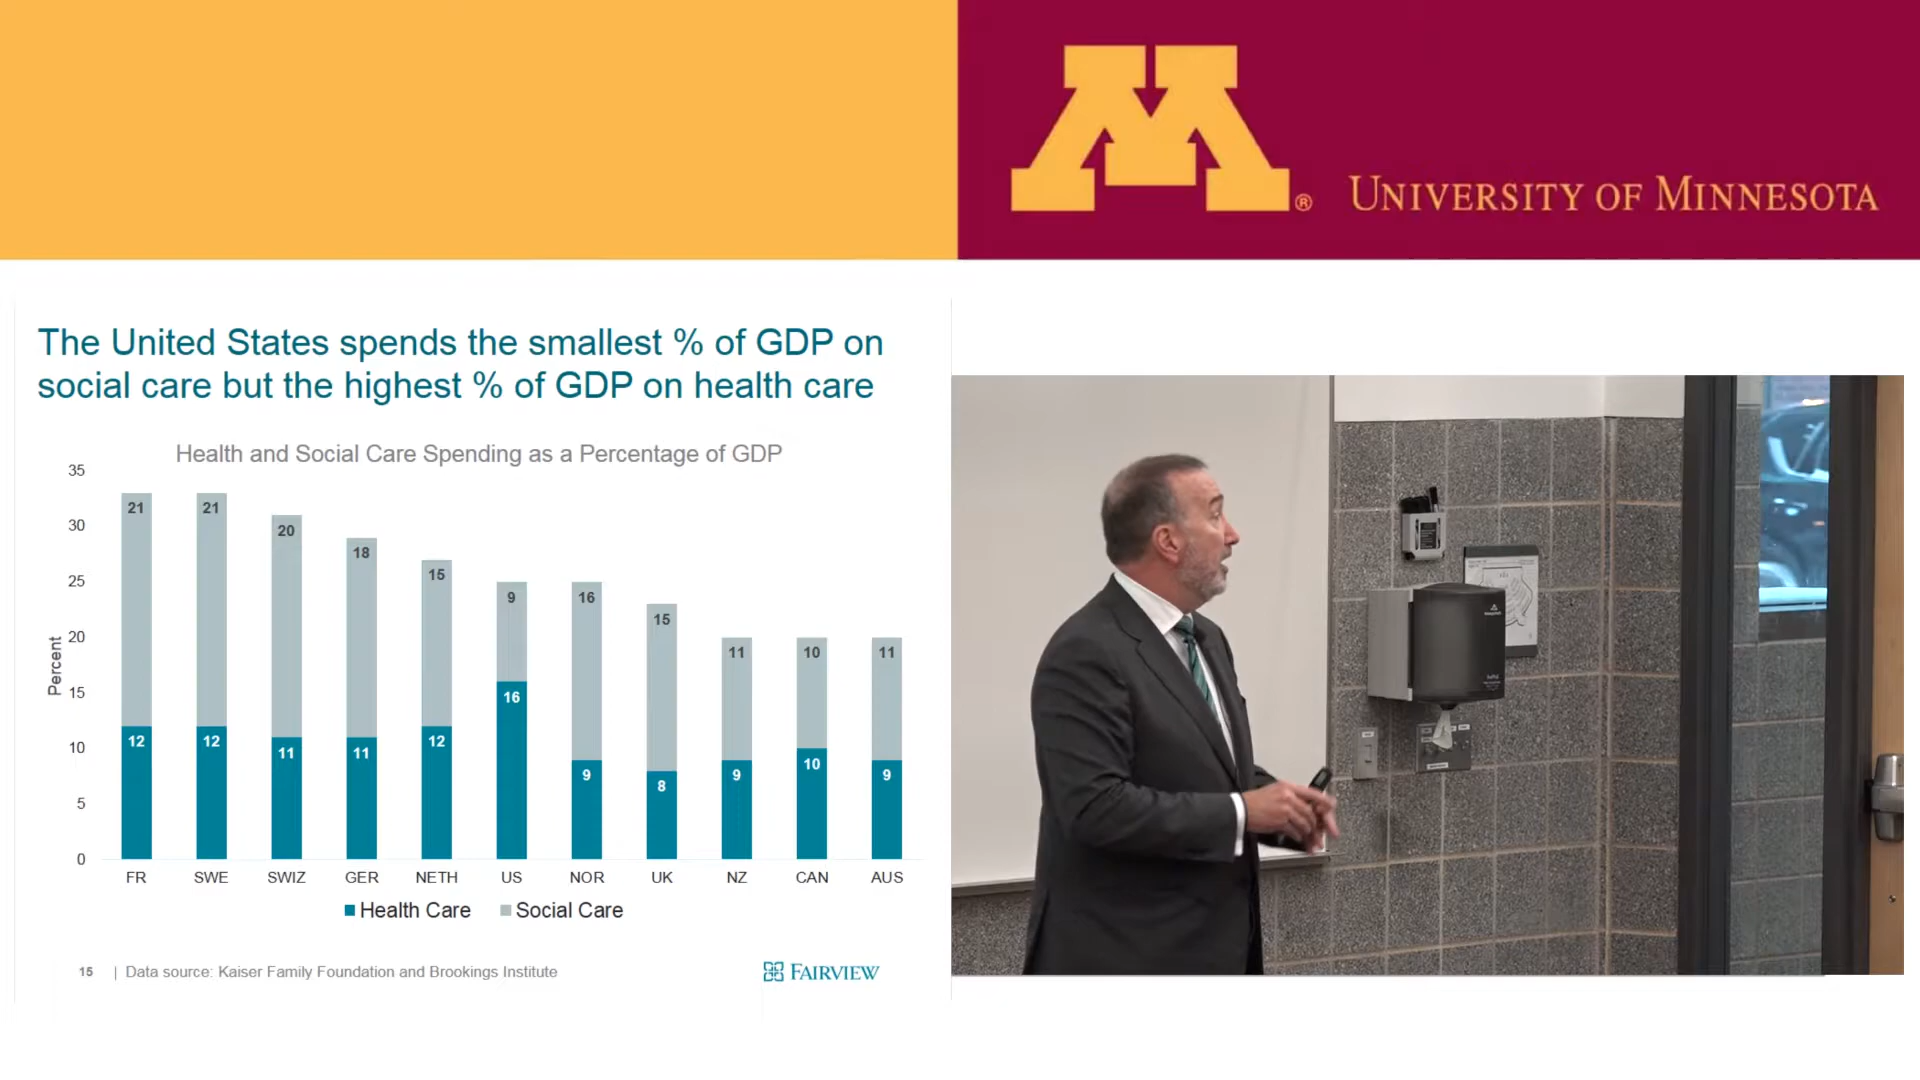 M®
UNIVERSITY OF MINNESOTA
The United States spends the smallest % of GDP on
social care but the highest % of GDP on health care
Health and Social Care Spending as a Percentage of GDP
Percent
35
30
25
20
15
10
5
0
21 21 20 18 15 9 16 15 11 10 11
12 12 11 11 12 16 9 8 9 10 9
FR SWE SWIZ GER NETH US NOR UK NZ CAN AUS
Health Care Social Care
15 | Data source: Kaiser Family Foundation and Brookings Institute
FAIRVIEW